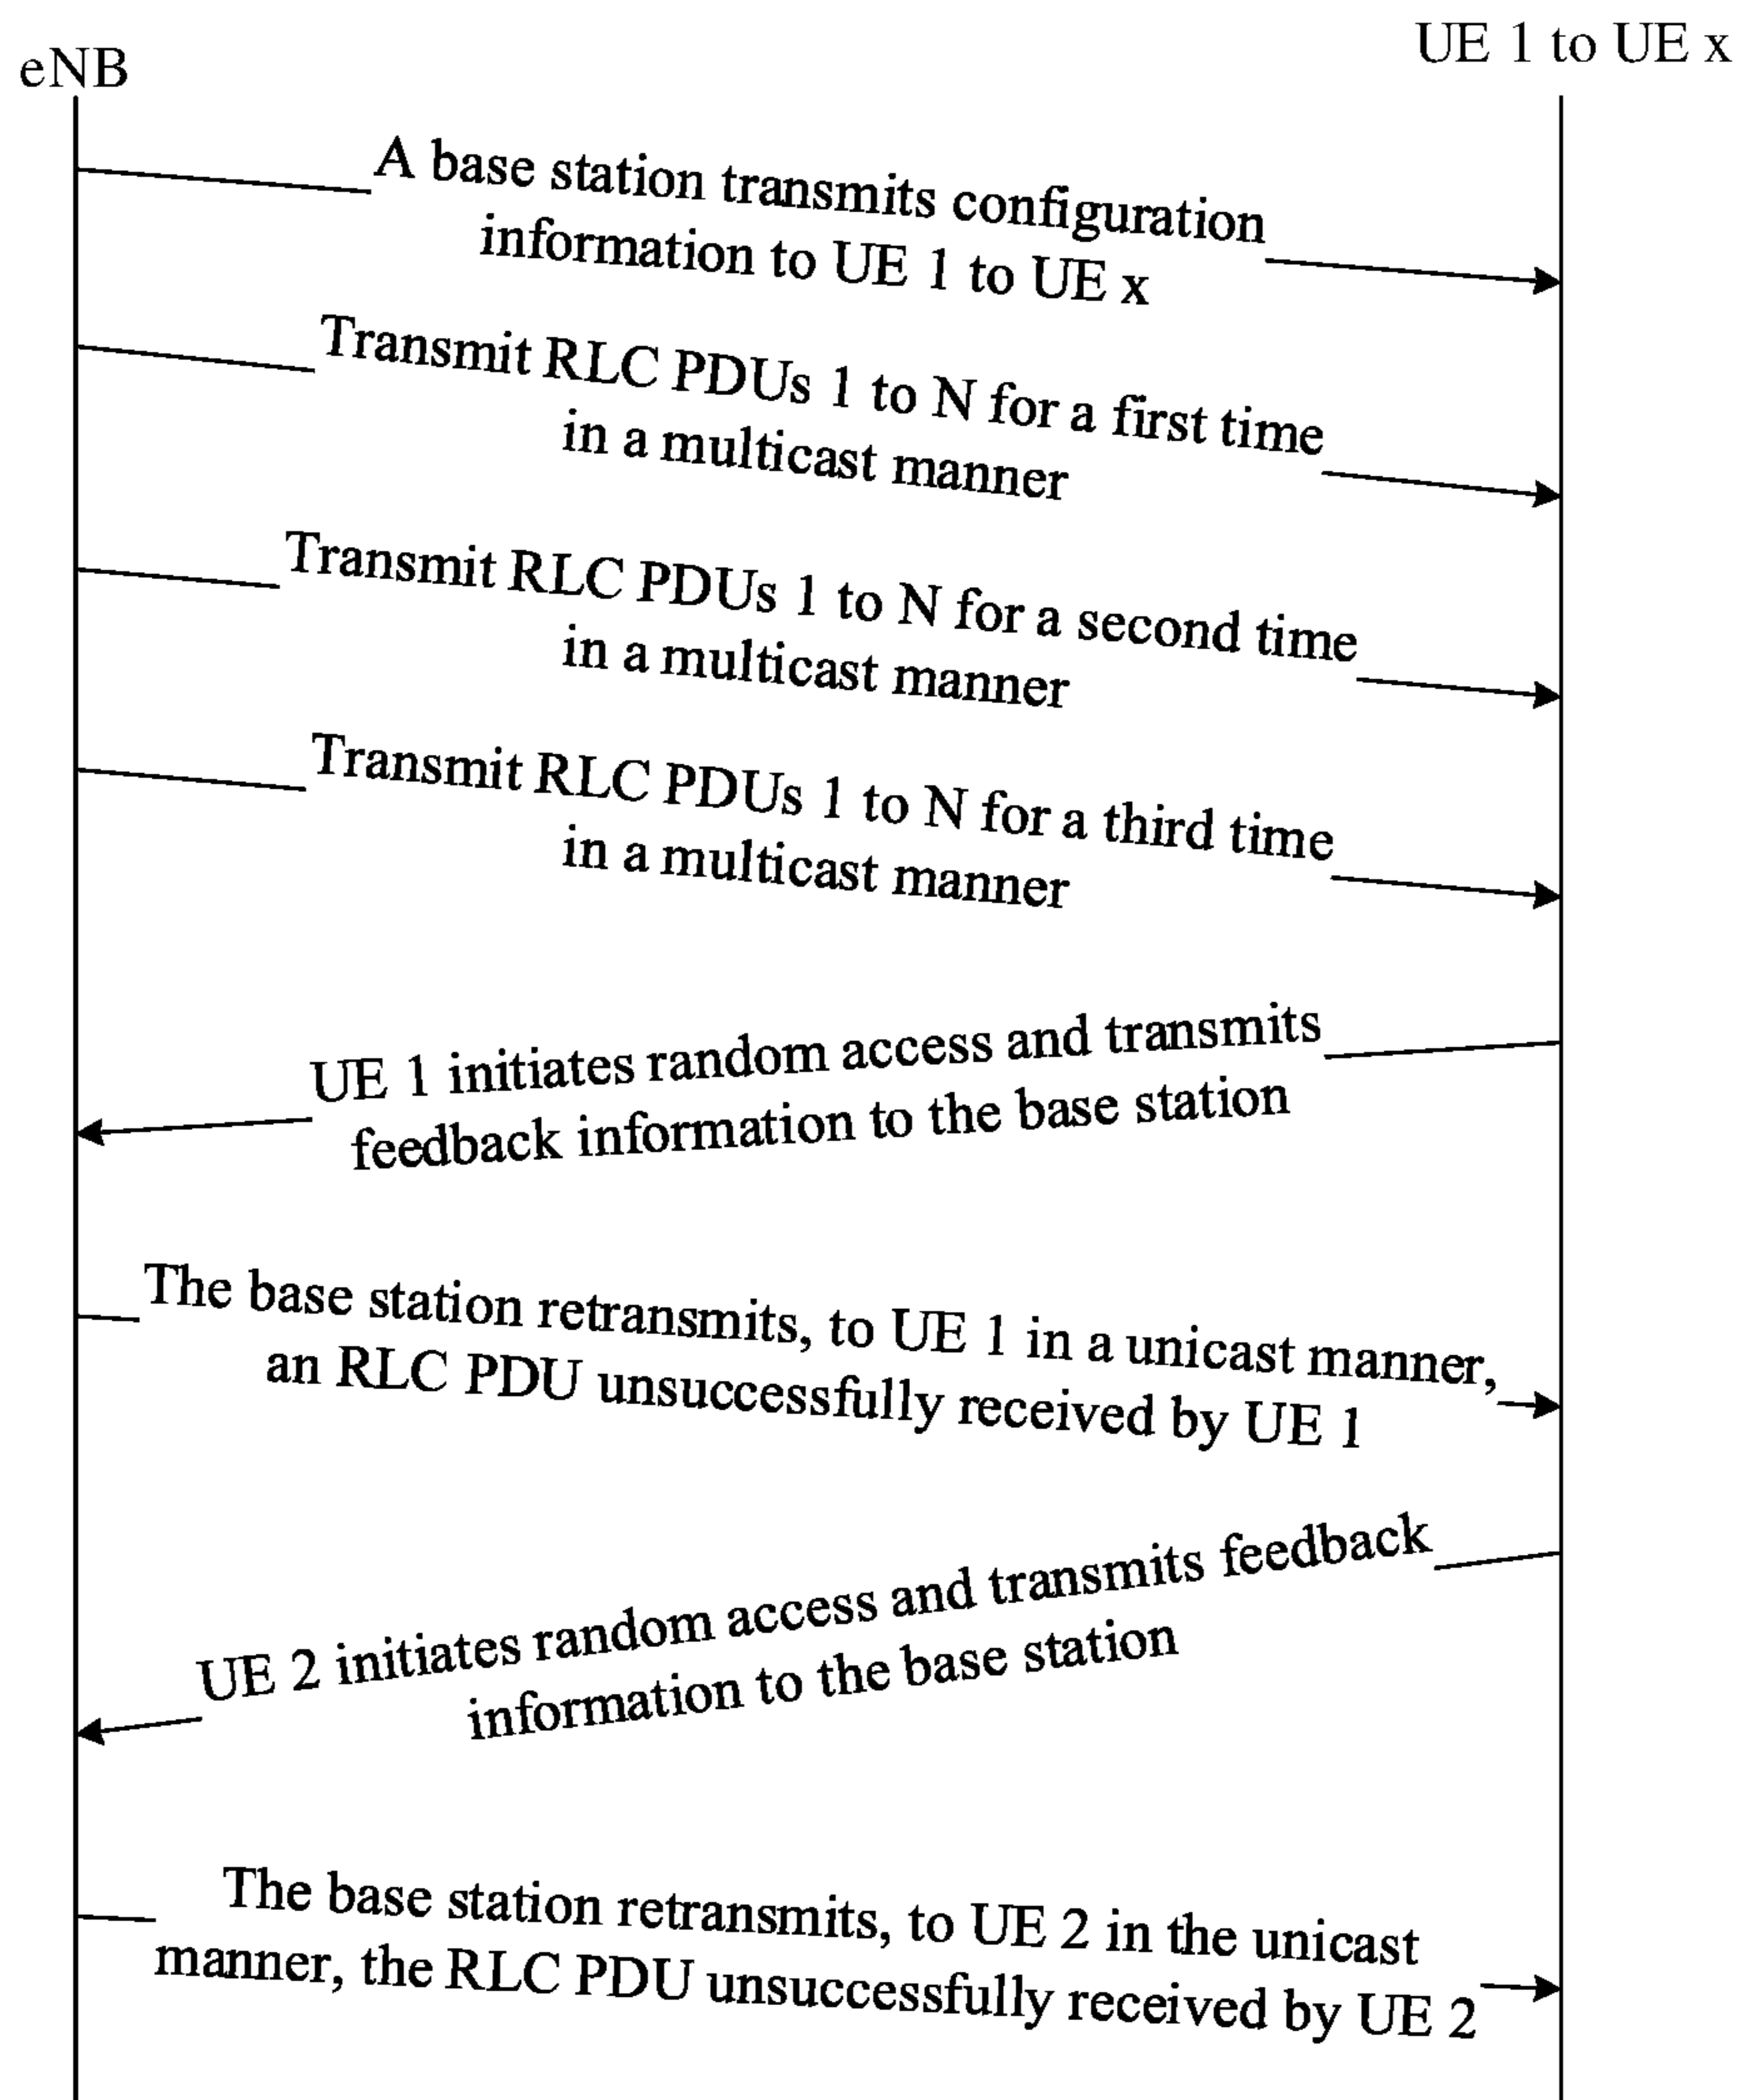 eNB
UE 1 to UE x
A base station transmits configuration
information to UE 1 to UE x
Transmit RLC PDUs 1 to N for a first time
in a multicast manner
Transmit RLC PDUs 1 to N for a second time
in a multicast manner
Transmit RLC PDUs 1 to N for a third time
in a multicast manner
UE 1 initiates random access and transmits
feedback information to the base station
The base station retransmits, to UE 1 in a unicast manner,
an RLC PDU unsuccessfully received by UE 1
UE 2 initiates random access and transmits feedback
information to the base station
The base station retransmits, to UE 2 in the unicast
manner, the RLC PDU unsuccessfully received by UE 2